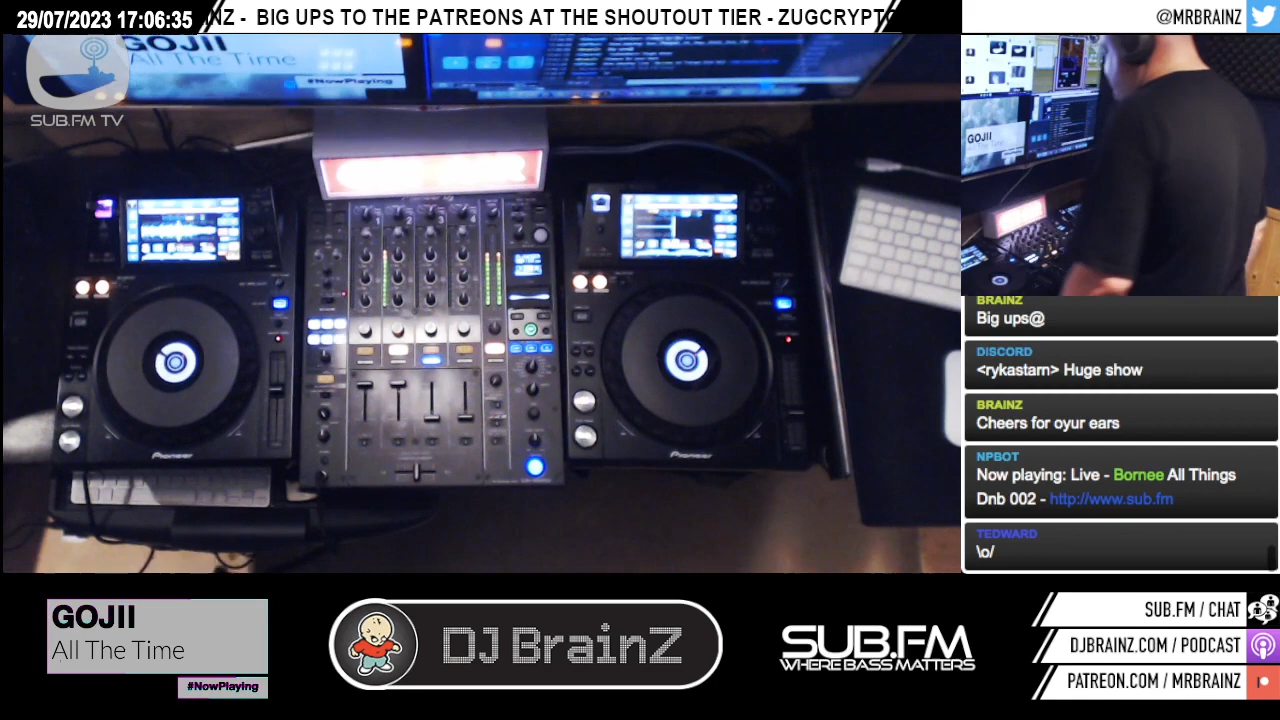 29/07/2023 17:06:35
NZ - BIG UPS TO THE PATREONS AT THE SHOUTOUT TIER - ZUGCRYPTO
@MRBRAINZ
GOJII
All The Time
#NowPlaying
SUB.FM TV
GOJII
BRAINZ
Big ups@
DISCORD
<rykastarn> Huge show
BRAINZ
Cheers for oyur ears
NPBOT
Now playing: Live - Bornee All Things
Dnb 002 - http://www.sub.fm
TEDWARD
\o/
Pioneer
Pioneer
GOJII
All The Time
#NowPlaying
DJ BrainZ
SUB.FM
WHERE BASS MATTERS
SUB.FM / CHAT
DJBRAINZ.COM / PODCAST
PATREON.COM / MRBRAINZ